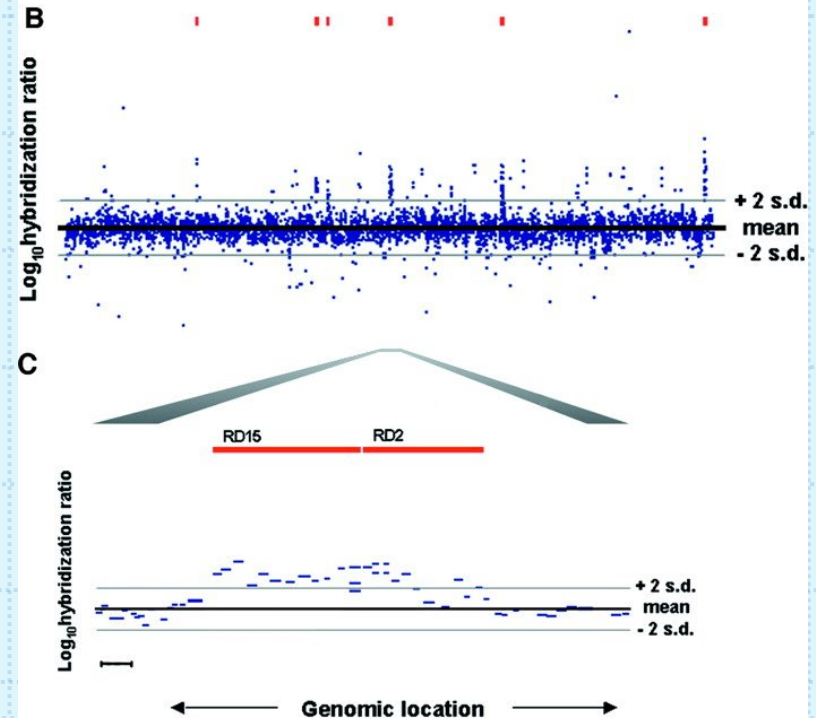 B
Log10hybridization ratio
+ 2 s.d.
mean
- 2 s.d.
C
RD15 RD2
Log10hybridization ratio
+ 2 s.d.
mean
- 2 s.d.
Genomic location